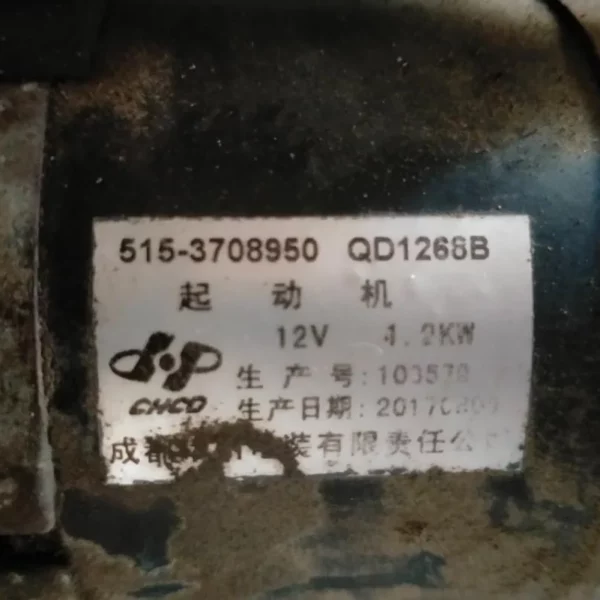 515-3708950 QD1268B
起动机
12V 4.2KW
CHCD
生产号:103578
生产日期:2017
成都 装有限责任公